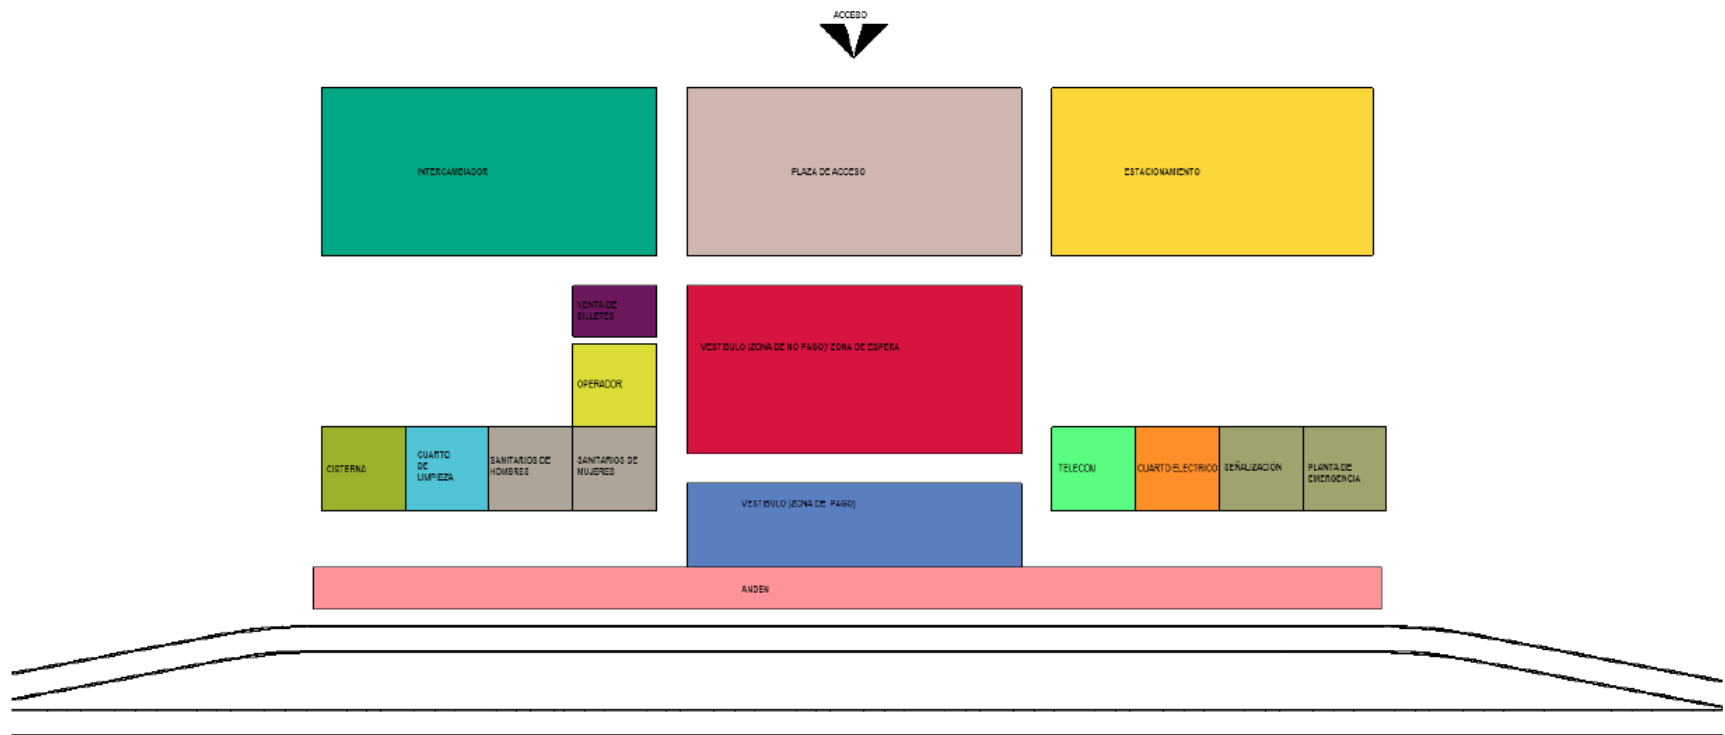 ACCESO
INTERCAMBIADOR
PLAZA DE ACCESO
ESTACIONAMIENTO
VENTA DE
BILLETES
VESTIBULO (ZONA DE NO PAGO)/ ZONA DE ESPERA
OPERADOR
CISTERNA
CUARTO
DE
LIMPIEZA
SANITARIOS DE
HOMBRES
SANITARIOS DE
MUJERES
TELECOM
CUARTO ELECTRICO
SEÑALIZACIÓN
PLANTA DE
EMERGENCIA
VESTIBULO (ZONA DE PAGO)
ANDEN